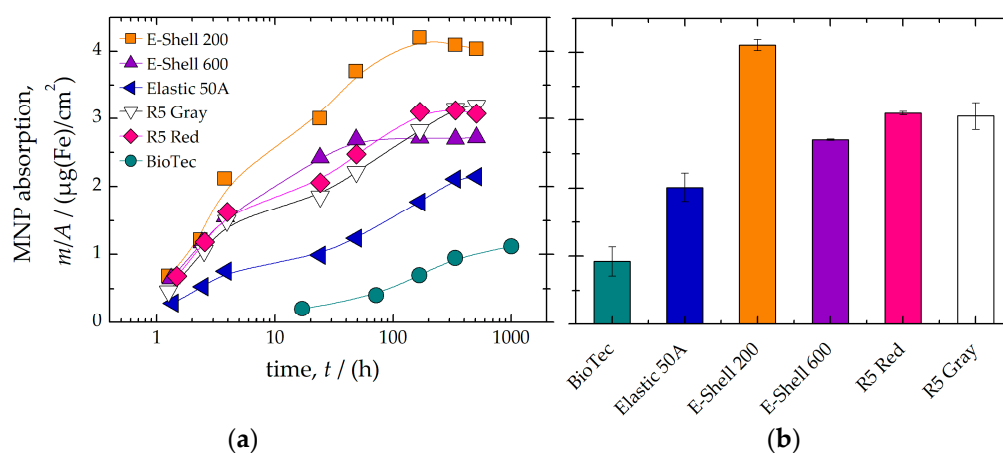 (a)
(b)
MNP absorption,
m/A / (μg(Fe)/cm²
4
3
2
1
0
E-Shell 200
E-Shell 600
Elastic 50A
R5 Gray
R5 Red
BioTec
1
10
100
1000
time, t / (h)
BioTec
Elastic 50A
E-Shell 200
E-Shell 600
R5 Red
R5 Gray
(a)
(b)